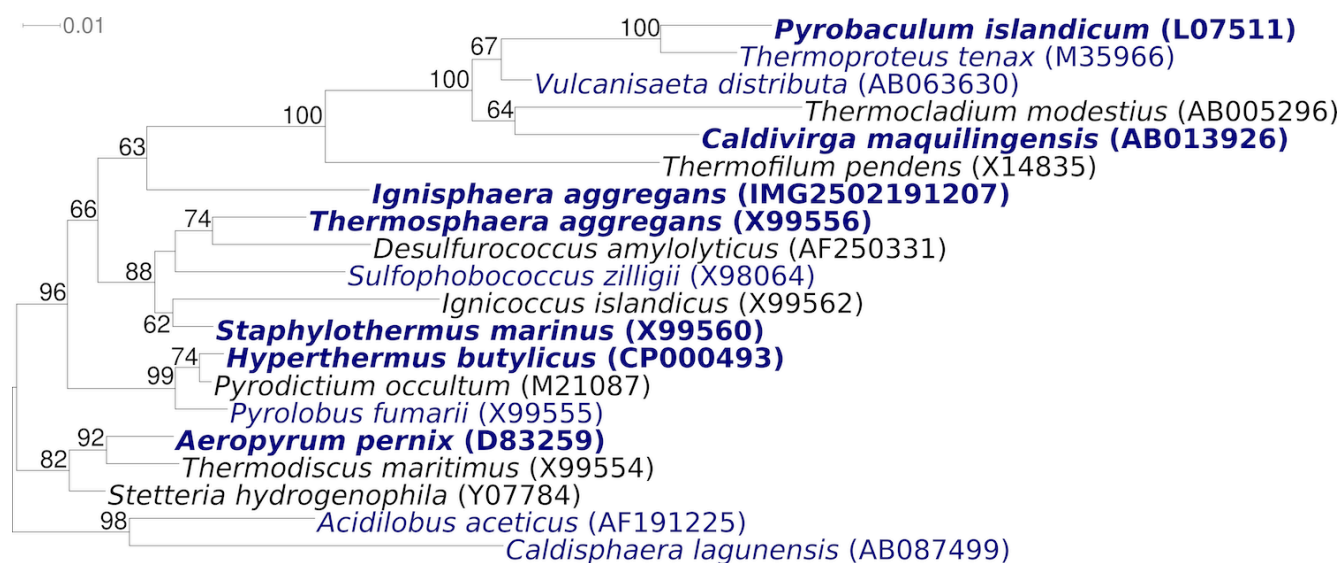 0.01
100 Pyrobaculum islandicum (L07511)
67 Thermoproteus tenax (M35966)
100 Vulcanisaeta distributa (AB063630)
64 Thermocladium modestius (AB005296)
100 Caldivirga maquilingensis (AB013926)
63 Thermofilum pendens (X14835)
Ignisphaera aggregans (IMG2502191207)
66 74 Thermosphaera aggregans (X99556)
Desulfurococcus amylolyticus (AF250331)
88 Sulfophobococcus zilligii (X98064)
96 Ignicoccus islandicus (X99562)
62 Staphylothermus marinus (X99560)
74 Hyperthermus butylicus (CP000493)
99 Pyrodictium occultum (M21087)
Pyrolobus fumarii (X99555)
92 Aeropyrum pernix (D83259)
82 Thermodiscus maritimus (X99554)
Stetteria hydrogenophila (Y07784)
98 Acidilobus aceticus (AF191225)
Caldisphaera lagunensis (AB087499)